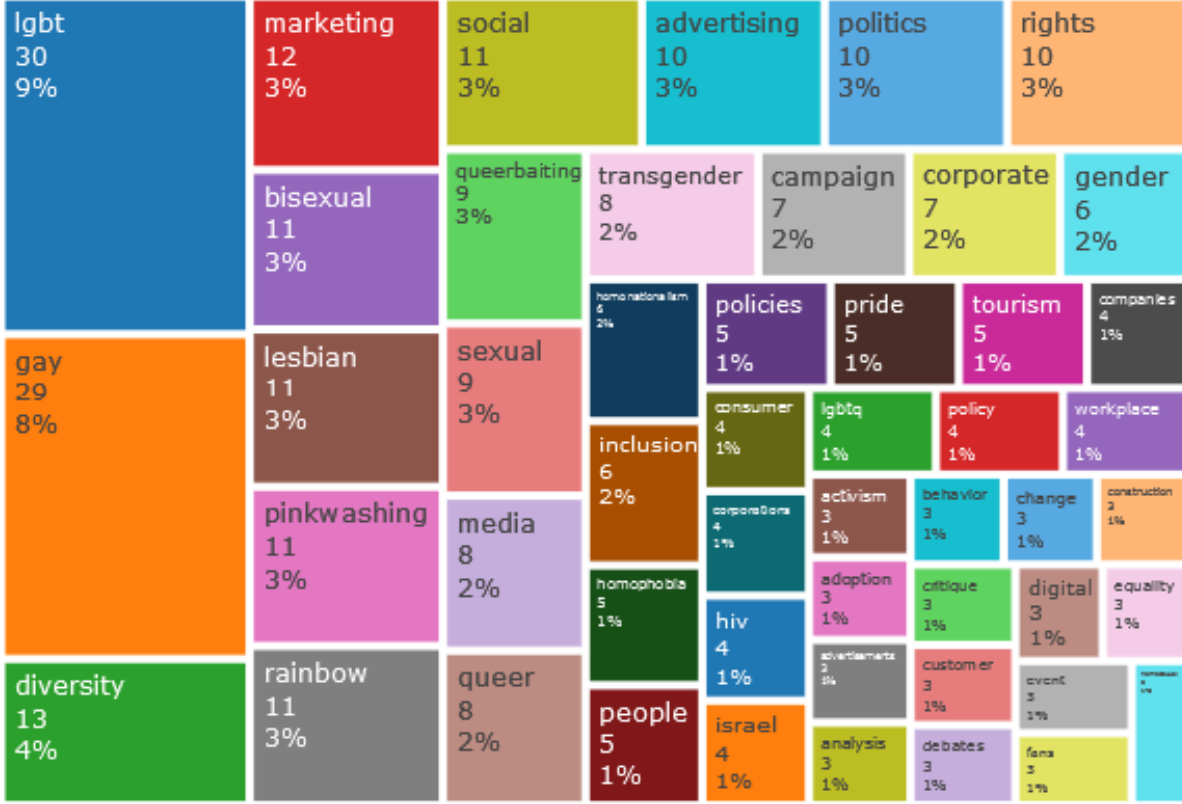 lgbt
30
9%
gay
29
8%
diversity
13
4%
marketing
12
3%
bisexual
11
3%
lesbian
11
3%
pinkwashing
11
3%
rainbow
11
3%
social
11
3%
advertising
10
3%
politics
10
3%
rights
10
3%
queerbaiting
9
3%
sexual
9
3%
media
8
2%
queer
8
2%
transgender
8
2%
campaign
7
2%
corporate
7
2%
gender
6
2%
homonationalism
6
2%
inclusion
6
2%
homophobia
5
1%
people
5
1%
policies
5
1%
pride
5
1%
tourism
5
1%
companies
4
1%
consumer
4
1%
corporations
4
1%
hiv
4
1%
israel
4
1%
lgbtq
4
1%
policy
4
1%
workplace
4
1%
activism
3
1%
adoption
3
1%
advertisements
3
1%
analysis
3
1%
behavior
3
1%
change
3
1%
construction
3
1%
critique
3
1%
customer
3
1%
debates
3
1%
digital
3
1%
equality
3
1%
event
3
1%
fans
3
1%